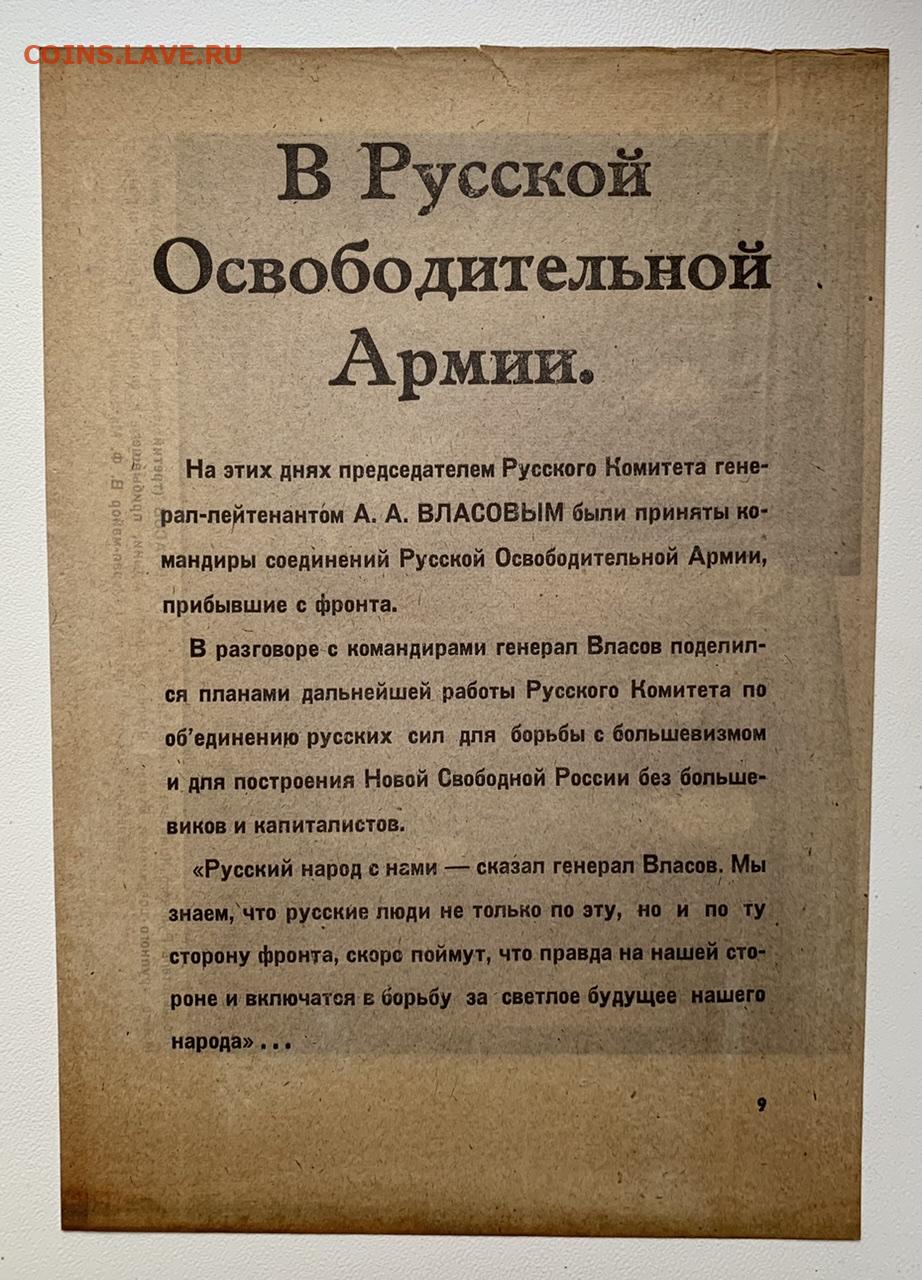 COINS.LAVE.RU
В Русской
Освободительной
Армии.
На этих днях председателем Русского Комитета гене-
рал-лейтенантом А. А. ВЛАСОВЫМ были приняты ко-
мандиры соединений Русской Освободительной Армии,
прибывшие с фронта.
В разговоре с командирами генерал Власов поделил-
ся планами дальнейшей работы Русского Комитета по
об'единению русских сил для борьбы с большевизмом
и для построения Новой Свободной России без больше-
виков и капиталистов.
«Русский народ с нами — сказал генерал Власов. Мы
знаем, что русские люди не только по эту, но и по ту
сторону фронта, скоро поймут, что правда на нашей сто-
роне и включатся в борьбу за светлое будущее нашего
народа» . . .
9